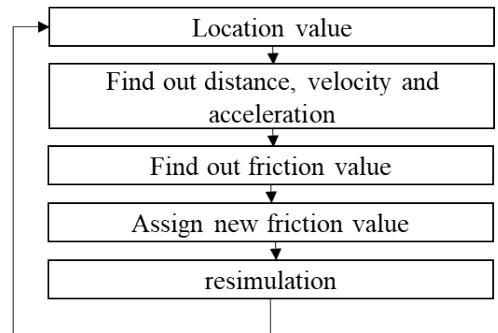 Location value
Find out distance, velocity and
acceleration
Find out friction value
Assign new friction value
resimulation